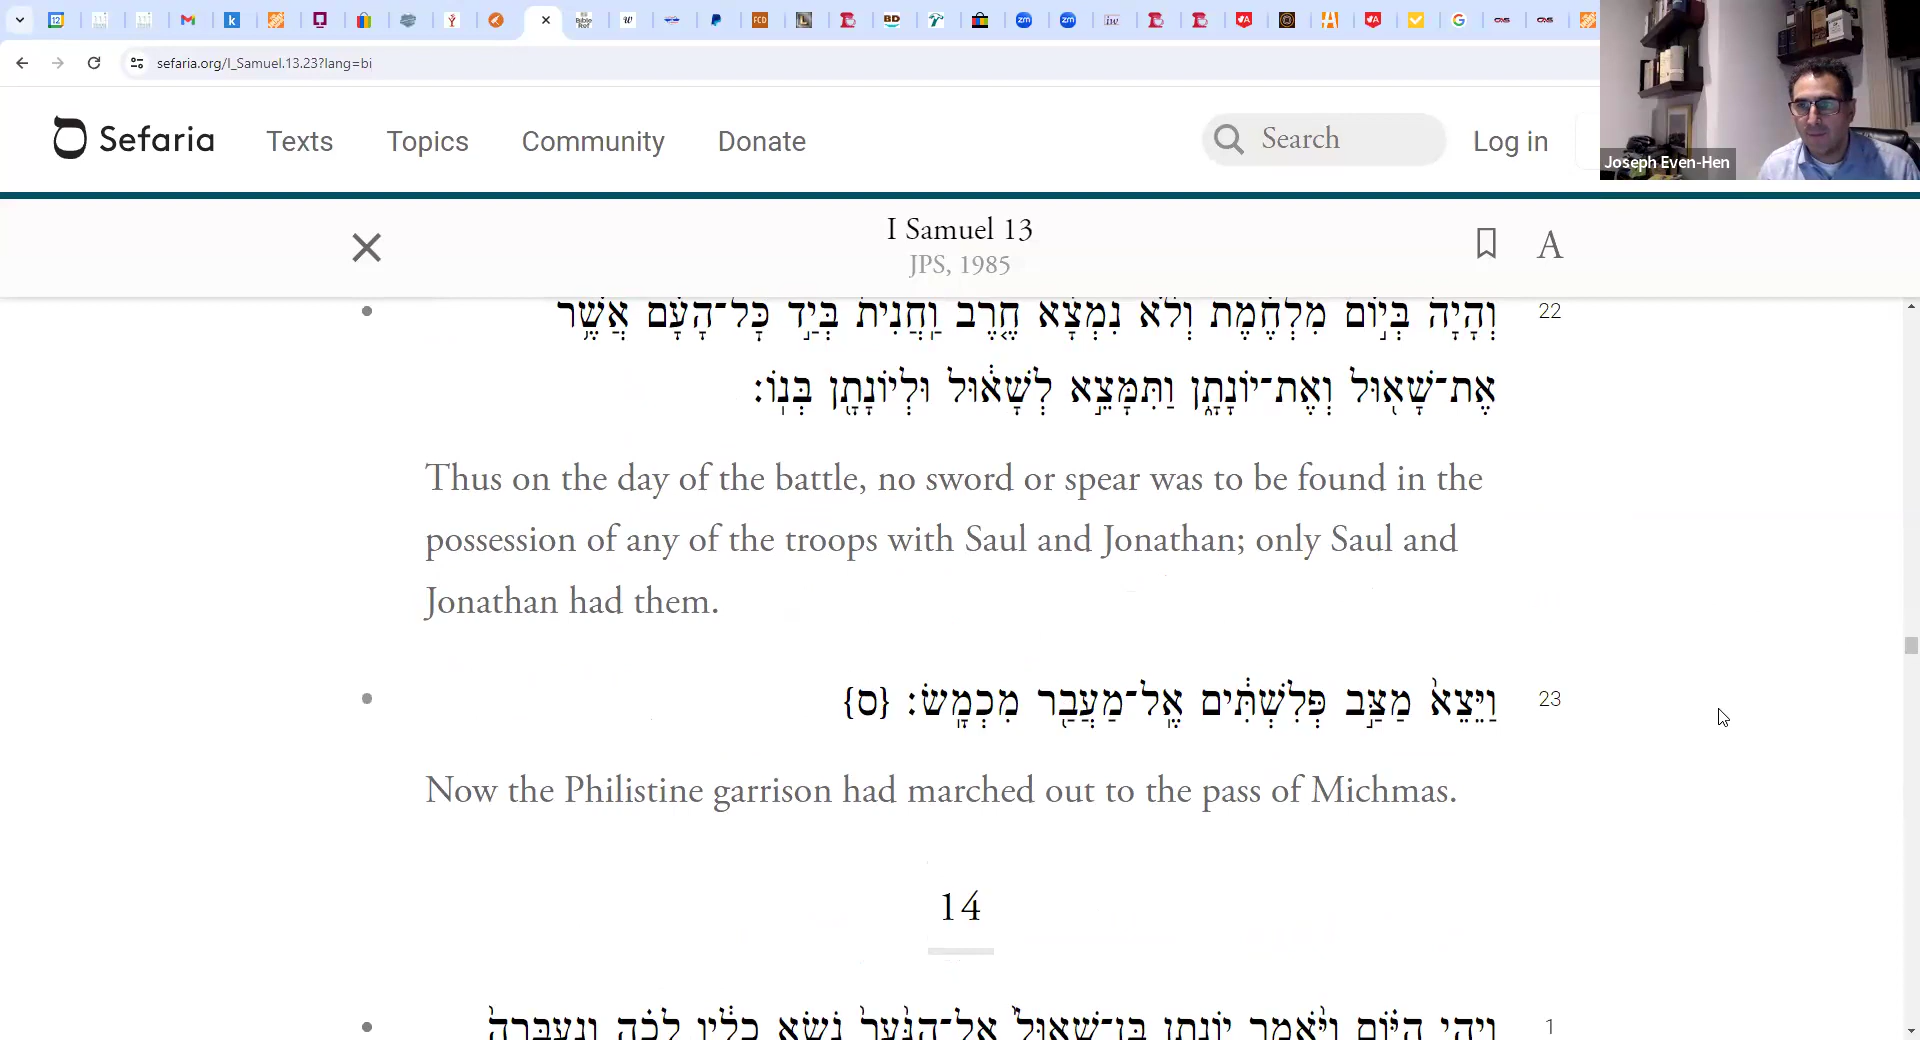 sefaria.org/I_Samuel.13.23?lang=bi
Sefaria Texts Topics Community Donate Search Log in
Joseph Even-Hen
I Samuel 13
JPS, 1985
A
22
וְהָיָה֙ בְּי֣וֹם מִלְחֶ֔מֶת וְלֹ֨א נִמְצָ֜א חֶ֤רֶב וַֽחֲנִית֙ בְּיַ֣ד כׇּל־הָעָ֔ם אֲשֶׁ֥ר
אֶת־שָׁא֖וּל וְאֶת־יוֹנָתָ֑ן וַתִּמָּצֵ֣א לְשָׁא֔וּל וּלְיוֹנָתָ֖ן בְּנֽוֹ׃
Thus on the day of the battle, no sword or spear was to be found in the
possession of any of the troops with Saul and Jonathan; only Saul and
Jonathan had them.
23
וַיֵּצֵא֙ מַצַּ֣ב פְּלִשְׁתִּ֔ים אֶֽל־מַעֲבַ֖ר מִכְמָֽשׂ׃ {ס}
Now the Philistine garrison had marched out to the pass of Michmas.
14
1
וַיְהִ֣י הַיּ֗וֹם וַיֹּ֨אמֶר יוֹנָתָ֤ן בֶּן־שָׁאוּל֙ אֶל־הַנַּ֙עַר֙ נֹשֵׂ֣א כֵלָ֔יו לְכָ֗ה וְנַעְבְּרָה֙